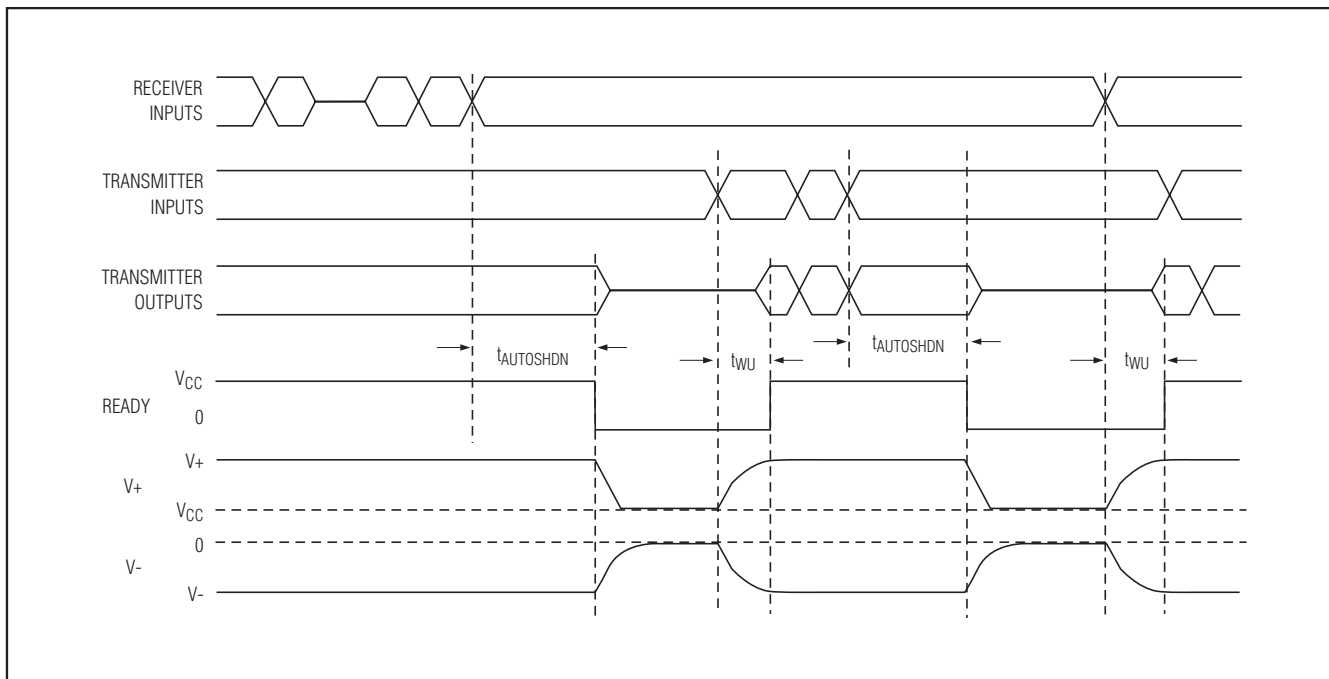 RECEIVER
INPUTS
TRANSMITTER
INPUTS
TRANSMITTER
OUTPUTS
tAUTOSHDN
tWU
tAUTOSHDN
tWU
VCC
READY
0
V+
V+
VCC
0
V-
V-